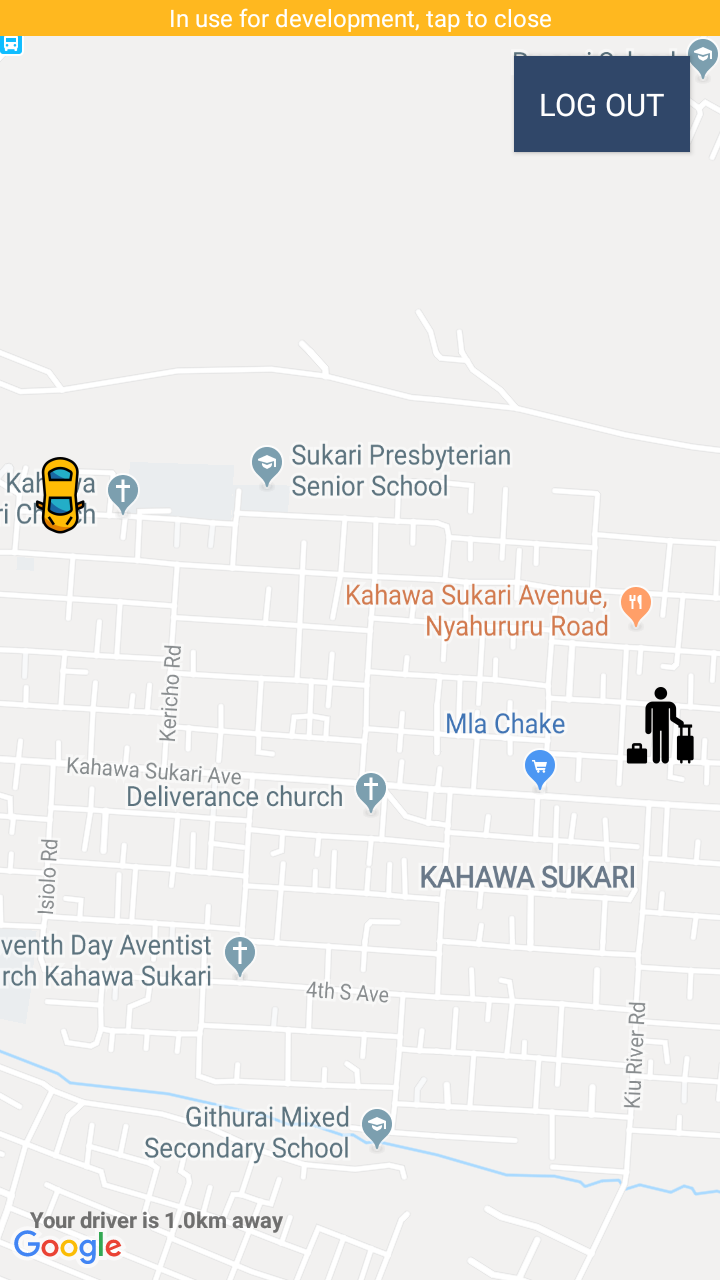 In use for development, tap to close
LOG OUT
Sukari Presbyterian
Senior School
Kahawa Sukari Avenue,
Nyahururu Road
Kericho Rd
Mla Chake
Kahawa Sukari Ave
Deliverance church
Isiolo Rd
KAHAWA SUKARI
venth Day Aventist
rch Kahawa Sukari
4th S Ave
Kiu River Rd
Githurai Mixed
Secondary School
Your driver is 1.0km away
Google